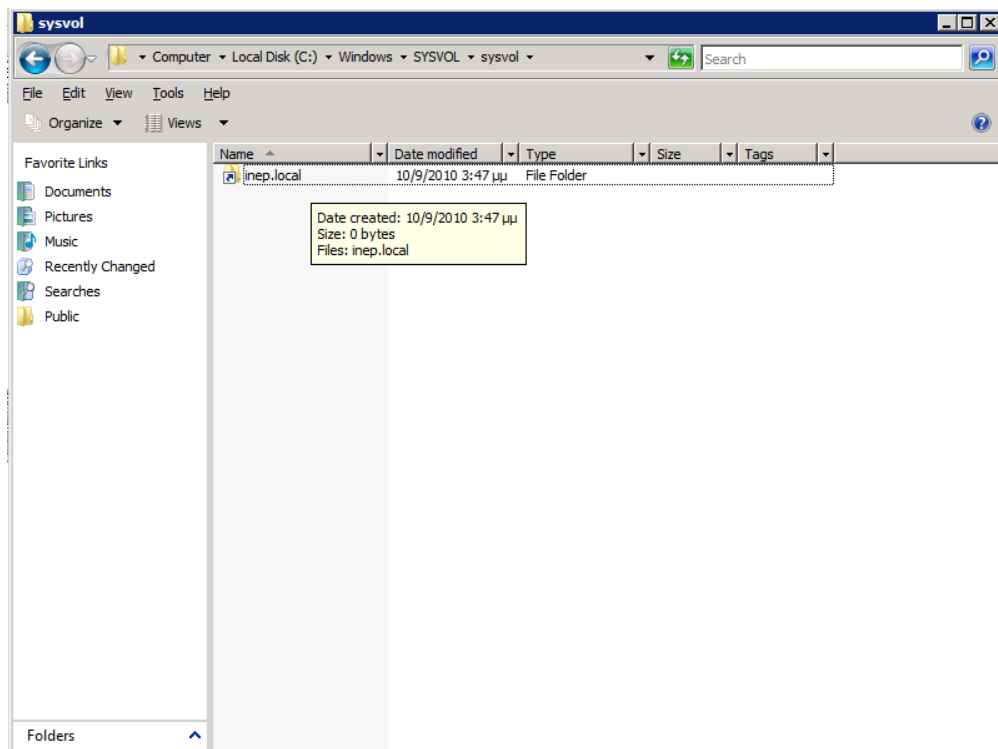 sysvol
Computer Local Disk (C:) Windows SYSVOL sysvol Search
File Edit View Tools Help
Organize Views
Favorite Links
Documents
Pictures
Music
Recently Changed
Searches
Public
Name Date modified Type Size Tags
inep.local 10/9/2010 3:47 μμ File Folder
Date created: 10/9/2010 3:47 μμ
Size: 0 bytes
Files: inep.local
Folders